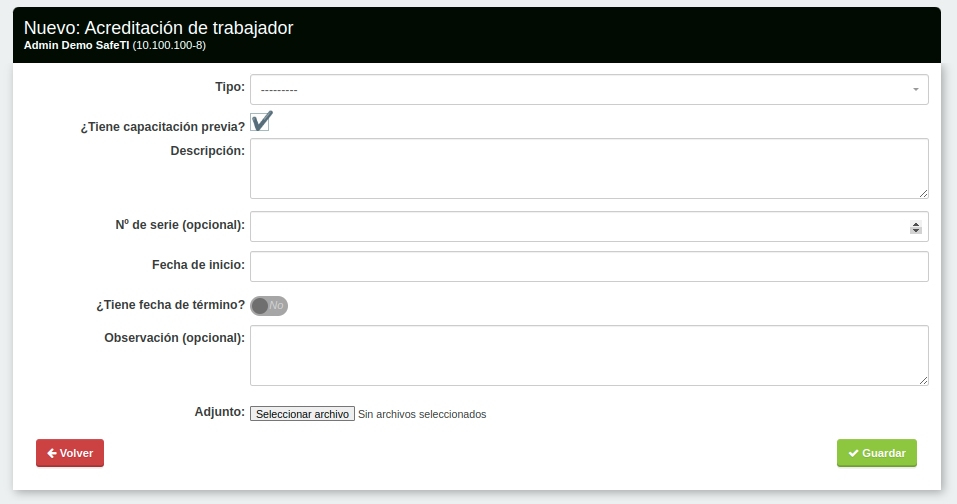 Nuevo: Acreditación de trabajador
Admin Demo SafeTI (10.100.100-8)
Tipo: ---------
¿Tiene capacitación previa?
Descripción:
Nº de serie (opcional):
Fecha de inicio:
¿Tiene fecha de término? No
Observación (opcional):
Adjunto: Seleccionar archivo Sin archivos seleccionados
Volver Guardar